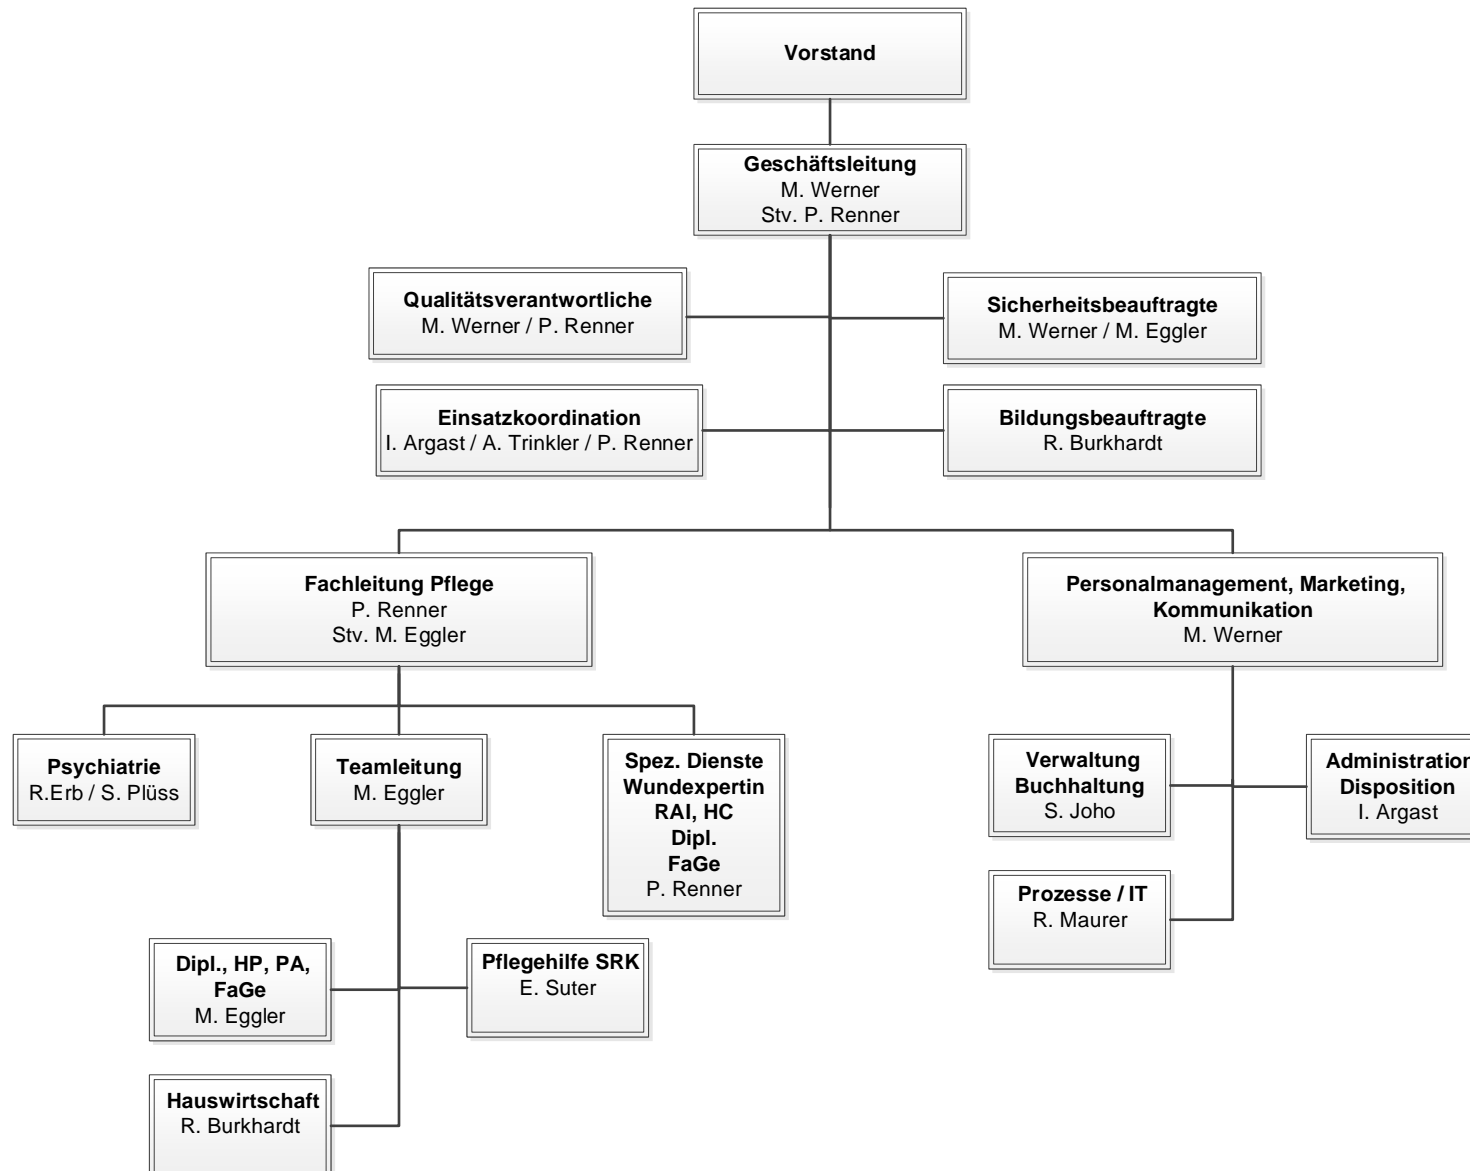 Vorstand
Geschäftsleitung
M. Werner
Stv. P. Renner
Qualitätsverantwortliche
M. Werner / P. Renner
Sicherheitsbeauftragte
M. Werner / M. Eggler
Einsatzkoordination
I. Argast / A. Trinkler / P. Renner
Bildungsbeauftragte
R. Burkhardt
Fachleitung Pflege
P. Renner
Stv. M. Eggler
Personalmanagement, Marketing,
Kommunikation
M. Werner
Psychiatrie
R.Erb / S. Plüss
Teamleitung
M. Eggler
Spez. Dienste
Wundexpertin
RAI, HC
Dipl.
FaGe
P. Renner
Verwaltung
Buchhaltung
S. Joho
Administration
Disposition
I. Argast
Prozesse / IT
R. Maurer
Dipl., HP, PA,
FaGe
M. Eggler
Pflegehilfe SRK
E. Suter
Hauswirtschaft
R. Burkhardt